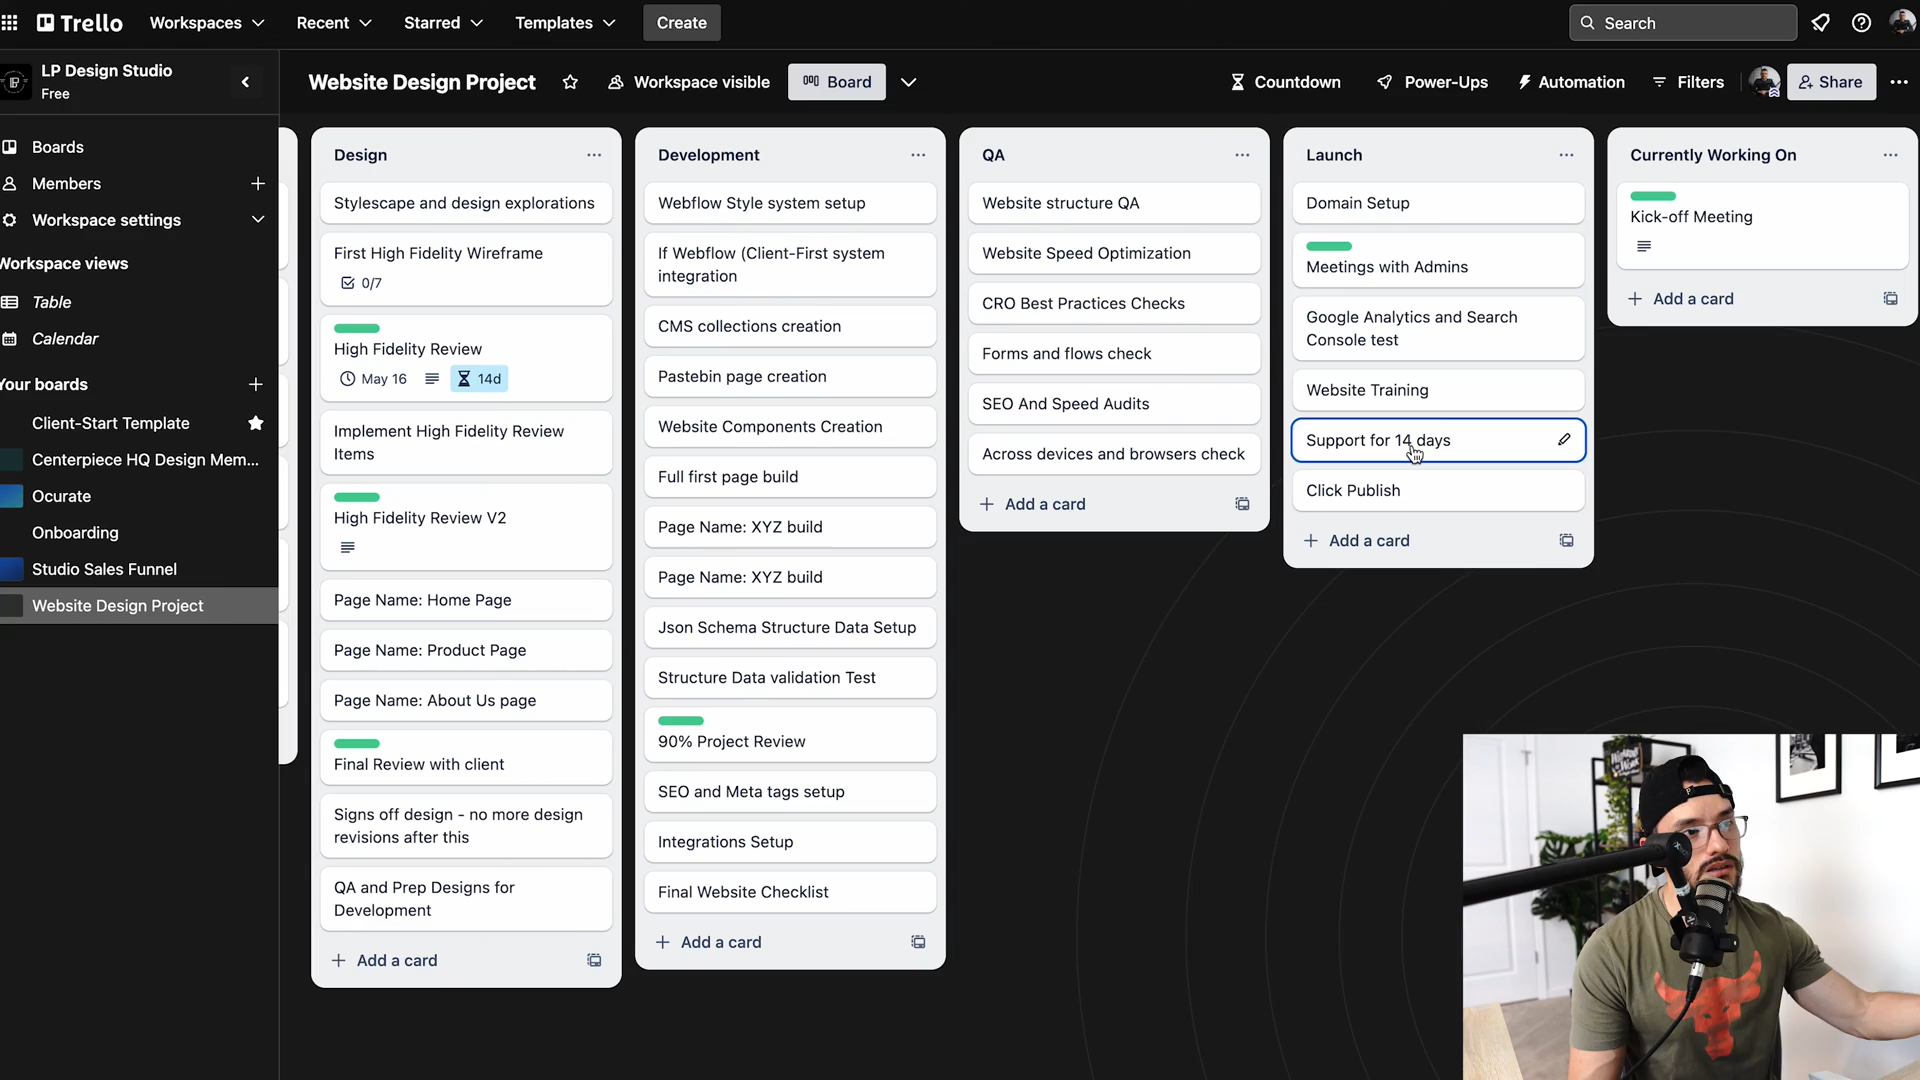 Trello
Workspaces
Recent
Starred
Templates
Create
Search
LP Design Studio
Free
Boards
Members
Workspace settings
Workspace views
Table
Calendar
Your boards
Client-Start Template
Centerpiece HQ Design Mem...
Ocurate
Onboarding
Studio Sales Funnel
Website Design Project
Website Design Project
Workspace visible
Board
Countdown
Power-Ups
Automation
Filters
Share
Design
Stylescape and design explorations
First High Fidelity Wireframe
0/7
High Fidelity Review
May 16
14d
Implement High Fidelity Review
Items
High Fidelity Review V2
Page Name: Home Page
Page Name: Product Page
Page Name: About Us page
Final Review with client
Signs off design - no more design
revisions after this
QA and Prep Designs for
Development
Add a card
Development
Webflow Style system setup
If Webflow (Client-First system
integration
CMS collections creation
Pastebin page creation
Website Components Creation
Full first page build
Page Name: XYZ build
Page Name: XYZ build
Json Schema Structure Data Setup
Structure Data validation Test
90% Project Review
SEO and Meta tags setup
Integrations Setup
Final Website Checklist
Add a card
QA
Website structure QA
Website Speed Optimization
CRO Best Practices Checks
Forms and flows check
SEO And Speed Audits
Across devices and browsers check
Add a card
Launch
Domain Setup
Meetings with Admins
Google Analytics and Search
Console test
Website Training
Support for 14 days
Click Publish
Add a card
Currently Working On
Kick-off Meeting
Add a card